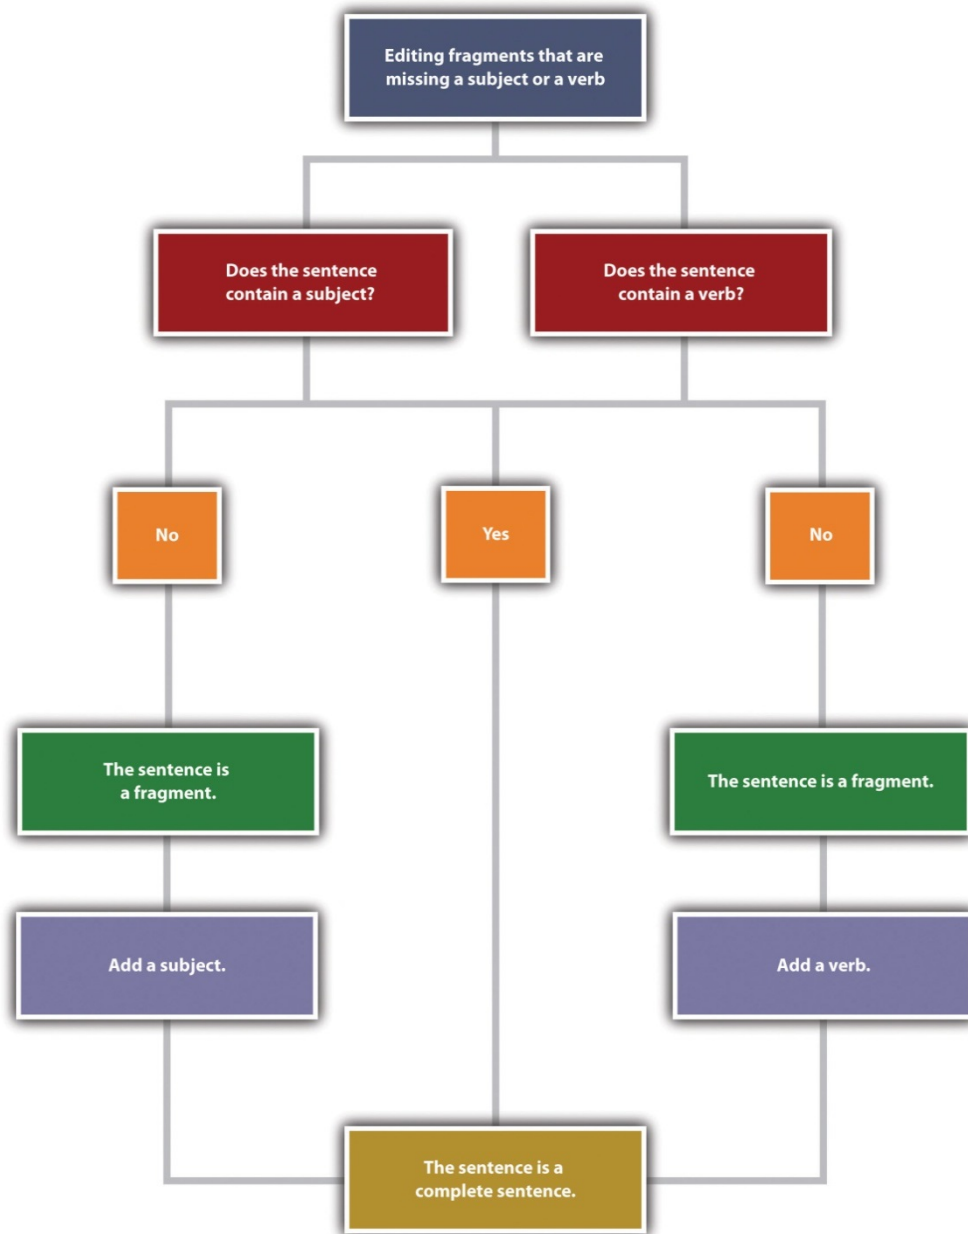 Editing fragments that are
missing a subject or a verb
Does the sentence
contain a subject?
Does the sentence
contain a verb?
No
Yes
No
The sentence is
a fragment.
The sentence is a fragment.
Add a subject.
Add a verb.
The sentence is a
complete sentence.